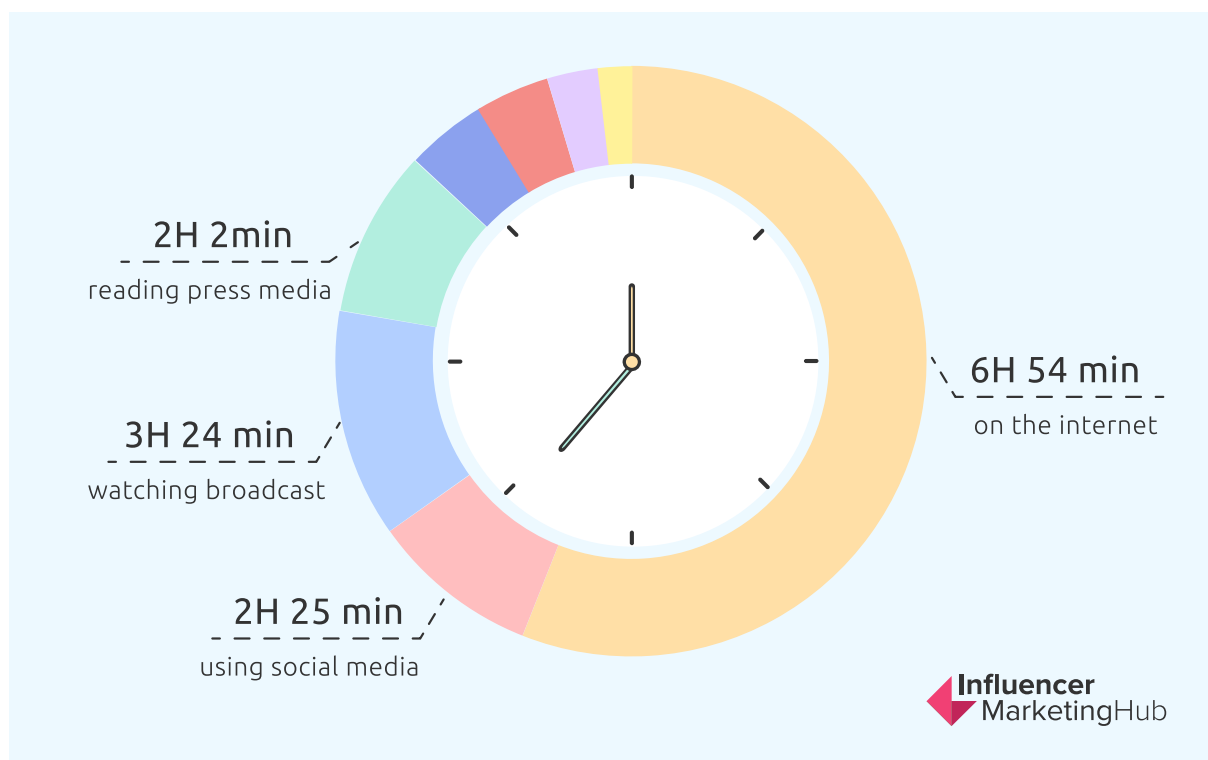 2H 2min
reading press media
3H 24 min
watching broadcast
2H 25 min
using social media
6H 54 min
on the internet
Influencer
MarketingHub